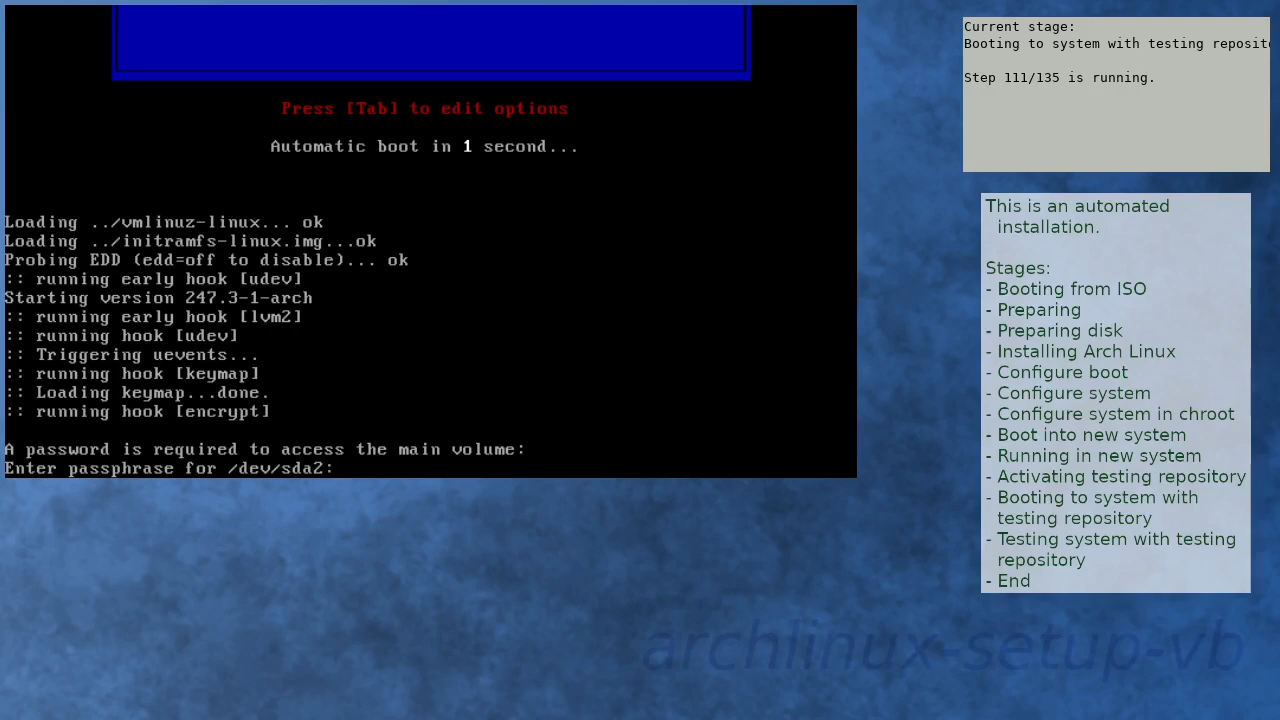 Press [Tab] to edit options
Automatic boot in 1 second...
Loading ../vmlinuz-linux... ok
Loading ../initramfs-linux.img...ok
Probing EDD (edd=off to disable)... ok
:: running early hook [udev]
Starting version 247.3-1-arch
:: running early hook [lvm2]
:: running hook [udev]
:: Triggering uevents...
:: running hook [keymap]
:: Loading keymap...done.
:: running hook [encrypt]
A password is required to access the main volume:
Enter passphrase for /dev/sda2:
Current stage:
Booting to system with testing reposito
Step 111/135 is running.
This is an automated
installation.
Stages:
- Booting from ISO
- Preparing
- Preparing disk
- Installing Arch Linux
- Configure boot
- Configure system
- Configure system in chroot
- Boot into new system
- Running in new system
- Activating testing repository
- Booting to system with
testing repository
- Testing system with testing
repository
- End
archlinux-setup-vb